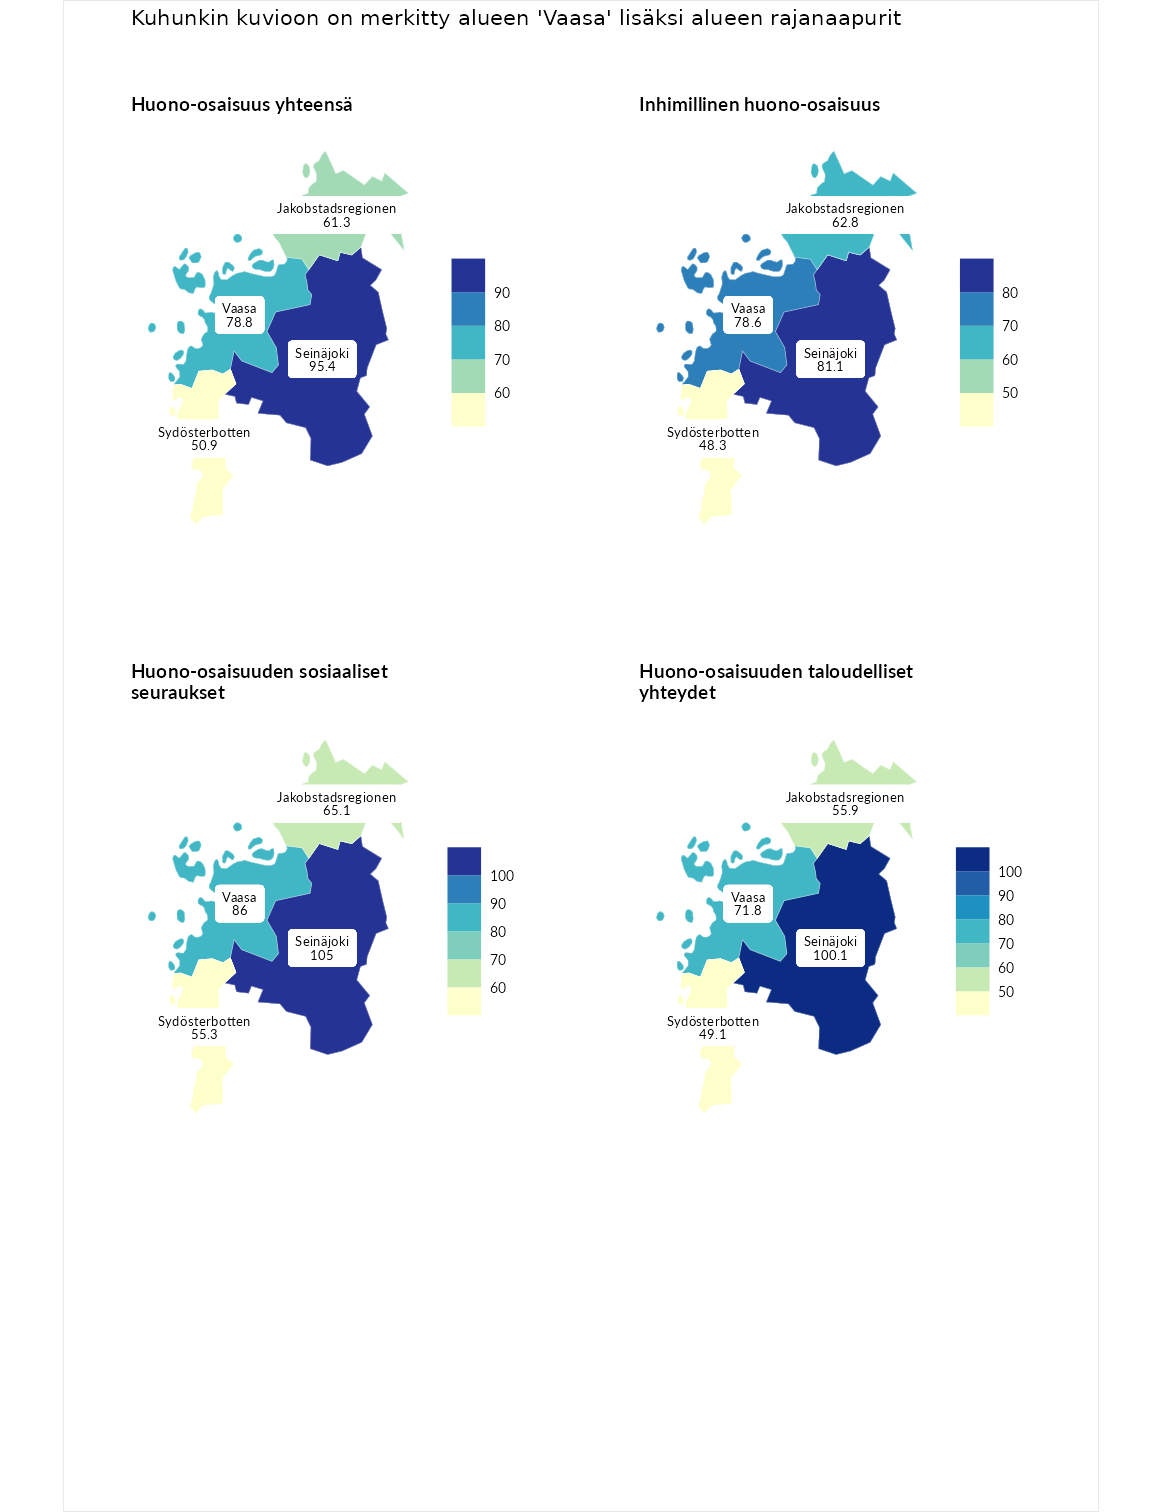 Kuhunkin kuvioon on merkitty alueen 'Vaasa' lisäksi alueen rajanaapurit
Huono-osaisuus yhteensä
Jakobstadsregionen
61.3
Vaasa
78.8
Seinäjoki
95.4
Sydösterbotten
50.9
90
80
70
60
Inhimillinen huono-osaisuus
Jakobstadsregionen
62.8
Vaasa
78.6
Seinäjoki
81.1
Sydösterbotten
48.3
80
70
60
50
Huono-osaisuuden sosiaaliset
seuraukset
Jakobstadsregionen
65.1
Vaasa
86
Seinäjoki
105
Sydösterbotten
55.3
100
90
80
70
60
Huono-osaisuuden taloudelliset
yhteydet
Jakobstadsregionen
55.9
Vaasa
71.8
Seinäjoki
100.1
Sydösterbotten
49.1
100
90
80
70
60
50